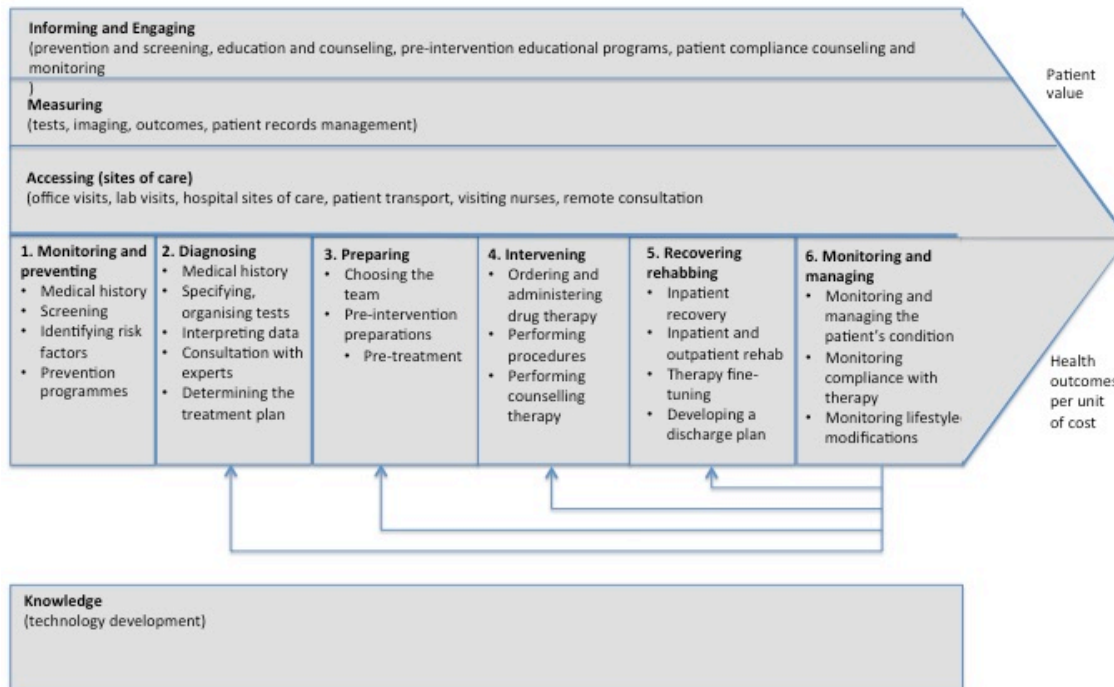 Informing and Engaging
(prevention and screening, education and counseling, pre-intervention educational programs, patient compliance counseling and
monitoring
)
Measuring
(tests, imaging, outcomes, patient records management)
Accessing (sites of care)
(office visits, lab visits, hospital sites of care, patient transport, visiting nurses, remote consultation
Patient
value
1. Monitoring and
preventing
• Medical history
• Screening
• Identifying risk
factors
• Prevention
programmes
2. Diagnosing
• Medical history
• Specifying,
organising tests
• Interpreting data
• Consultation with
experts
• Determining the
treatment plan
3. Preparing
• Choosing the
team
• Pre-intervention
preparations
• Pre-treatment
4. Intervening
• Ordering and
administering
drug therapy
• Performing
procedures
• Performing
counselling
therapy
5. Recovering
rehabbing
• Inpatient
recovery
• Inpatient and
outpatient rehab
• Therapy fine-
tuning
• Developing a
discharge plan
6. Monitoring and
managing
• Monitoring and
managing the
patient's condition
• Monitoring
compliance with
therapy
• Monitoring lifestyle
modifications
Health
outcomes
per unit
of cost
Knowledge
(technology development)